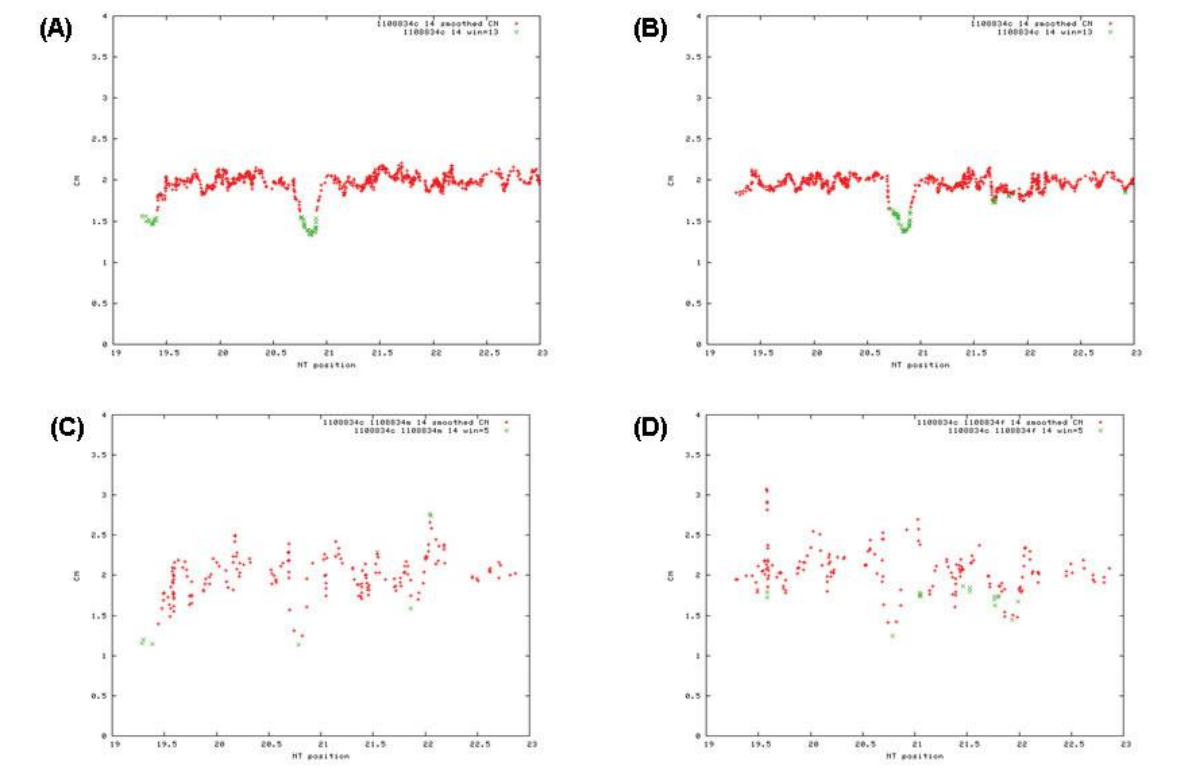 (A)
1108834c 14 smoothed CN
1108834c 14 win=13
4
3.5
3
2.5
2
1.5
1
0.5
0
CN
19 19.5 20 20.5 21 21.5 22 22.5 23
NT position
(B)
1108834c 14 smoothed CN
1108834c 14 win=13
4
3.5
3
2.5
2
1.5
1
0.5
0
CN
19 19.5 20 20.5 21 21.5 22 22.5 23
NT position
(C)
1108834c 1108834m 14 smoothed CN
1108834c 1108834m 14 win=5
4
3.5
3
2.5
2
1.5
1
0.5
0
CN
19 19.5 20 20.5 21 21.5 22 22.5 23
NT position
(D)
1108834c 1108834f 14 smoothed CN
1108834c 1108834f 14 win=5
4
3.5
3
2.5
2
1.5
1
0.5
0
CN
19 19.5 20 20.5 21 21.5 22 22.5 23
NT position